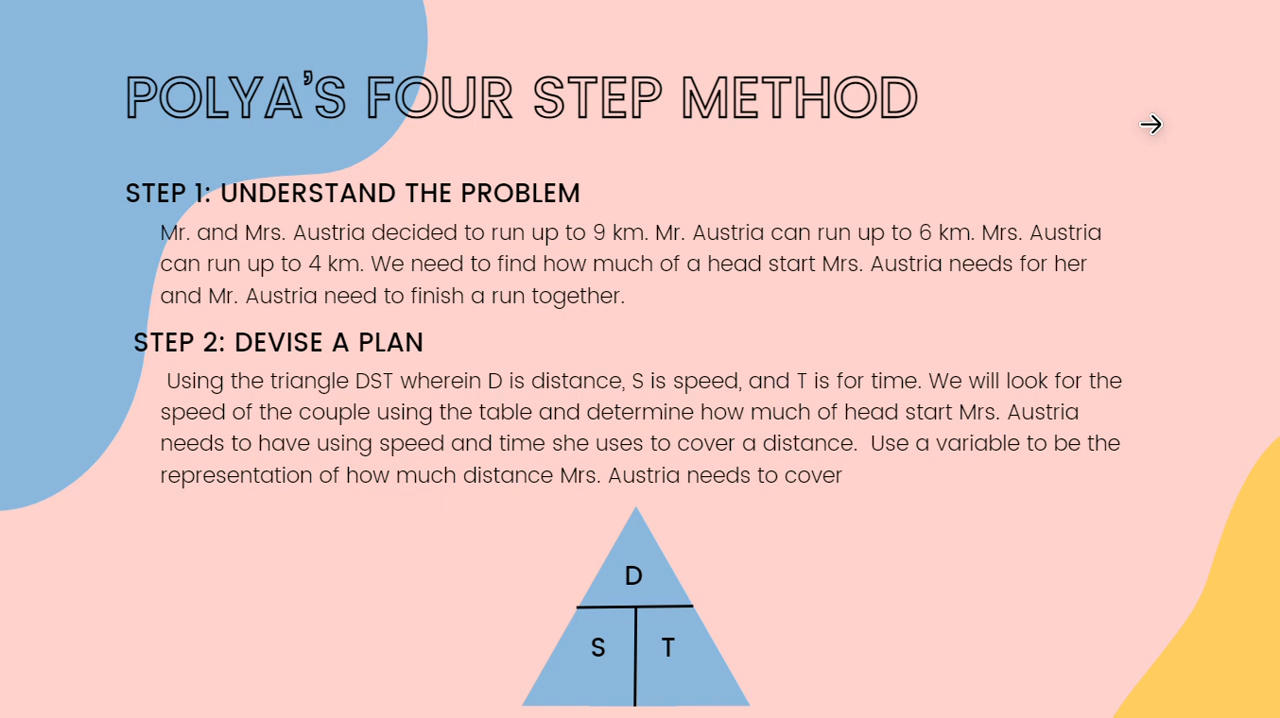 POLYA'S FOUR STEP METHOD
STEP 1: UNDERSTAND THE PROBLEM
Mr. and Mrs. Austria decided to run up to 9 km. Mr. Austria can run up to 6 km. Mrs. Austria
can run up to 4 km. We need to find how much of a head start Mrs. Austria needs for her
and Mr. Austria need to finish a run together.
STEP 2: DEVISE A PLAN
Using the triangle DST wherein D is distance, S is speed, and T is for time. We will look for the
speed of the couple using the table and determine how much of head start Mrs. Austria
needs to have using speed and time she uses to cover a distance.  Use a variable to be the
representation of how much distance Mrs. Austria needs to cover
D
S T